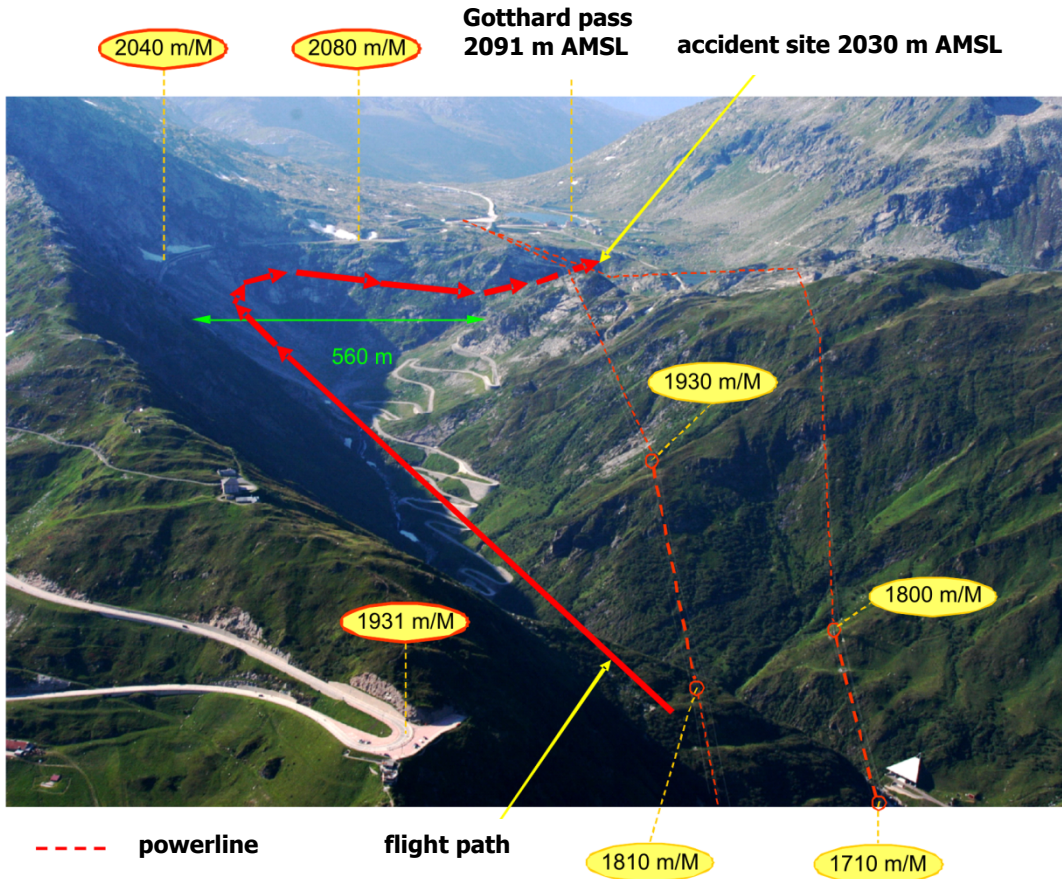 Gotthard pass
2091 m AMSL
accident site 2030 m AMSL
2040 m/M
2080 m/M
560 m
1930 m/M
1800 m/M
1931 m/M
powerline
flight path
1810 m/M
1710 m/M